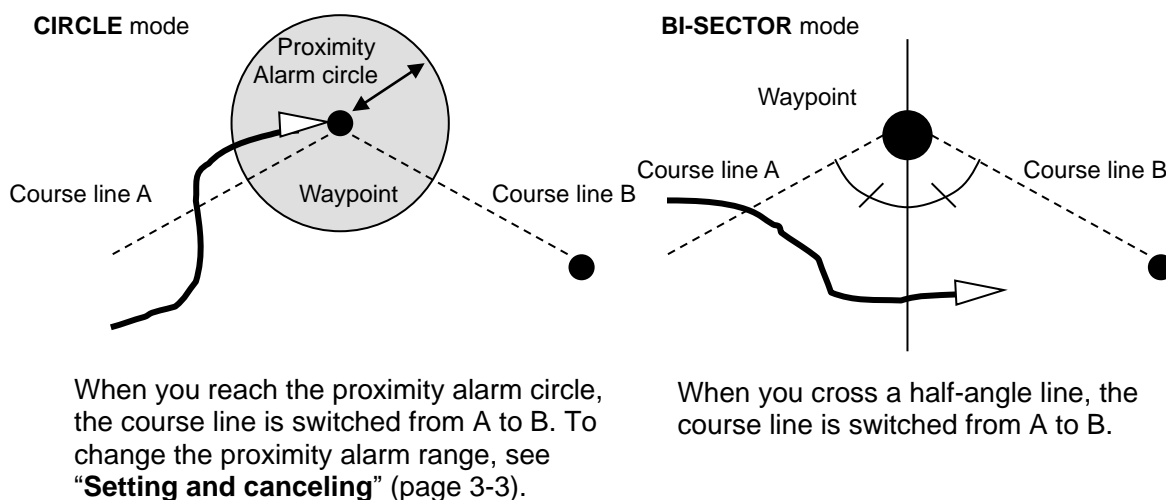 CIRCLE mode
Proximity
Alarm circle
Course line A
Waypoint
Course line B
When you reach the proximity alarm circle,
the course line is switched from A to B. To
change the proximity alarm range, see
“Setting and canceling” (page 3-3).
BI-SECTOR mode
Waypoint
Course line A
Course line B
When you cross a half-angle line, the
course line is switched from A to B.